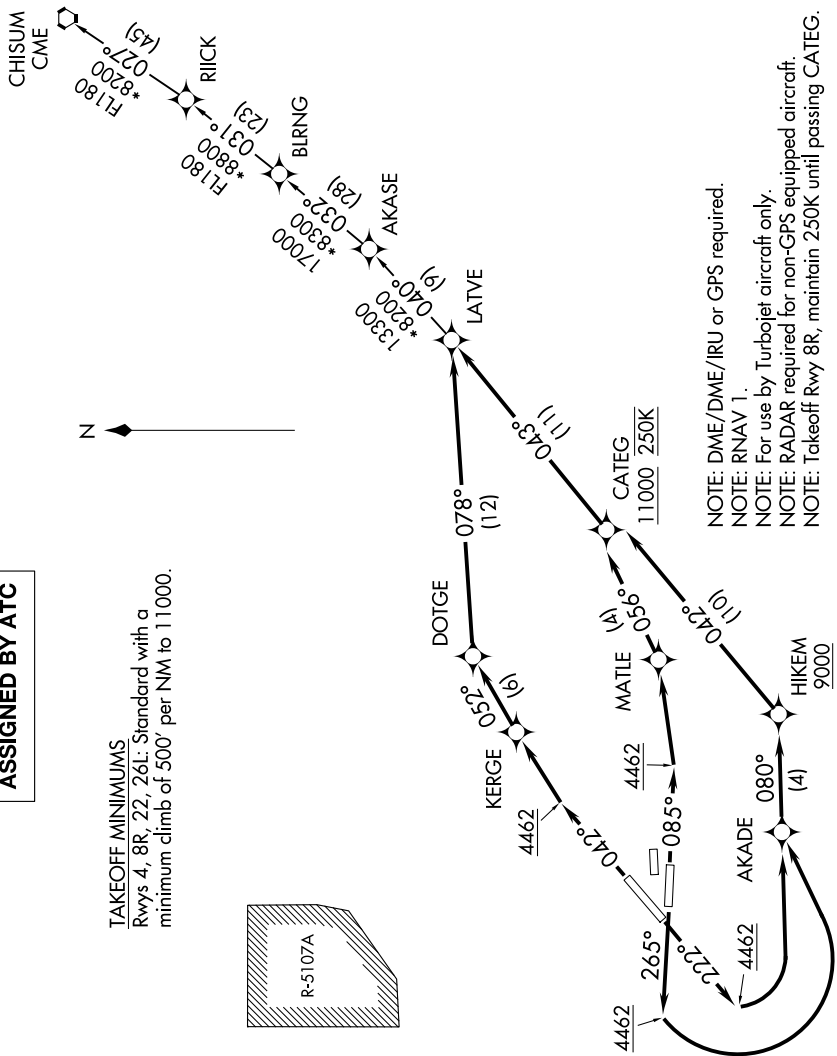 ASSIGNED BY ATC
TAKEOFF MINIMUMS
Rwys 4, 8R, 22, 26L: Standard with a
minimum climb of 500' per NM to 11000.
R-5107A
N
CHISUM
CME
027°
(45)
FL180
*8200
RIICK
031°
(23)
FL180
*8800
BLRNG
032°
(28)
17000
*8300
AKASE
040°
(9)
13300
*8200
LATVE
078°
(12)
DOTGE
052°
(6)
KERGE
4462
042°
043°
(11)
CATEG
11000 250K
056°
(4)
MATLE
4462
085°
042°
(10)
HIKEM
9000
080°
(4)
AKADE
265°
4462
222°
4462
NOTE: DME/DME/IRU or GPS required.
NOTE: RNAV 1.
NOTE: For use by Turbojet aircraft only.
NOTE: RADAR required for non-GPS equipped aircraft.
NOTE: Takeoff Rwy 8R, maintain 250K until passing CATEG.